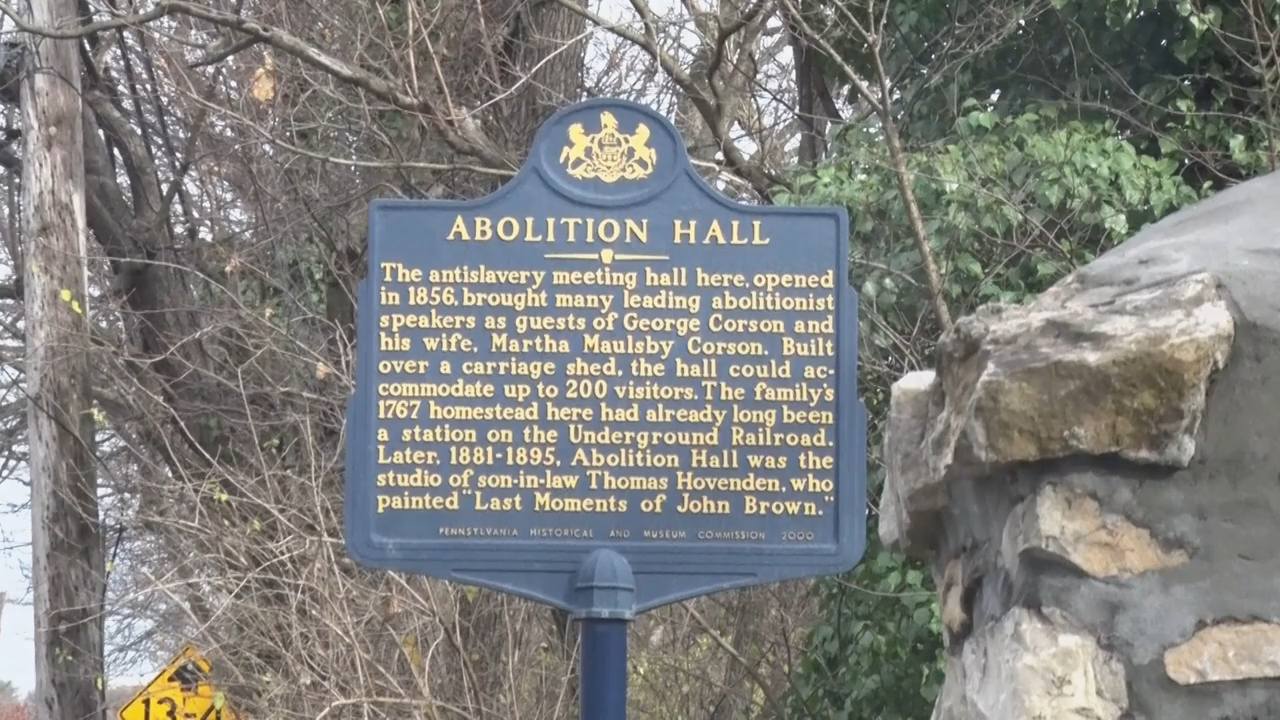 ABOLITION HALL
The antislavery meeting hall here, opened
in 1856, brought many leading abolitionist
speakers as guests of George Corson and
his wife, Martha Maulsby Corson. Built
over a carriage shed, the hall could ac-
commodate up to 200 visitors. The family's
1767 homestead here had already long been
a station on the Underground Railroad.
Later, 1881-1895, Abolition Hall was the
studio of son-in-law Thomas Hovenden, who
painted "Last Moments of John Brown."
PENNSYLVANIA HISTORICAL AND MUSEUM COMMISSION 2000